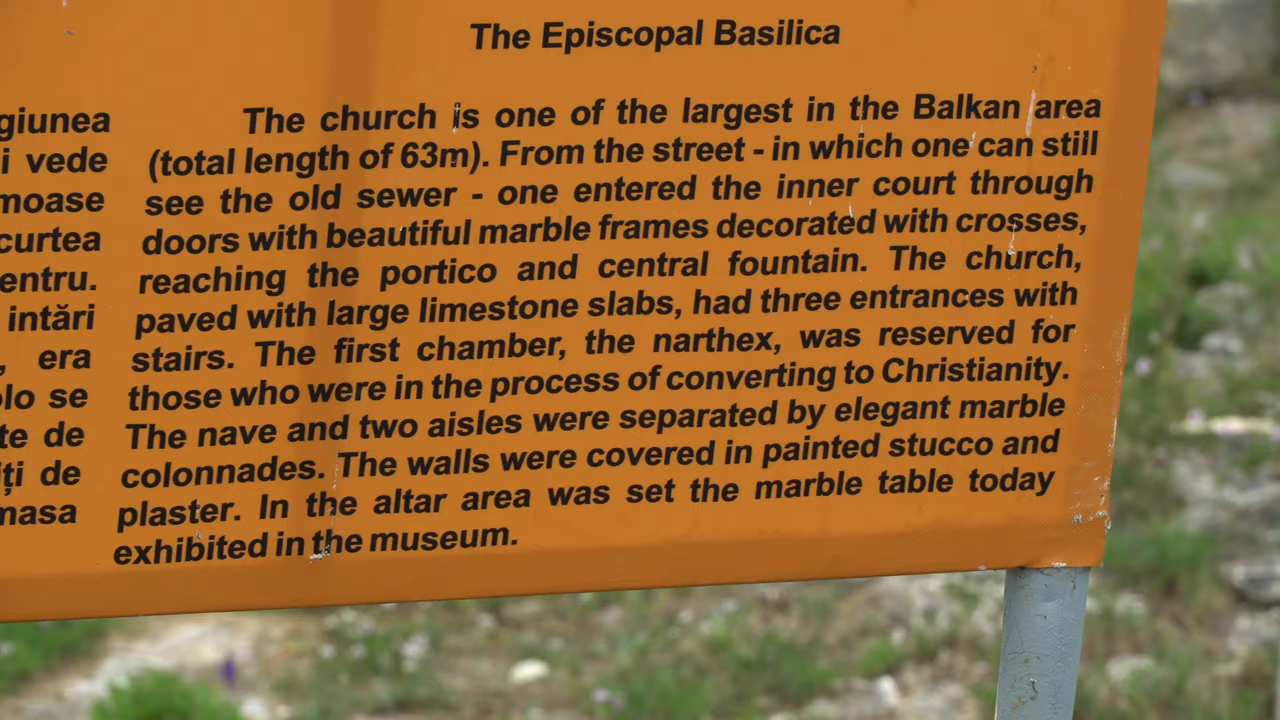 The Episcopal Basilica
giunea
i vede
moase
curtea
entru.
intări
, era
olo se
te de
iți de
masa
The church is one of the largest in the Balkan area
(total length of 63m). From the street - in which one can still
see the old sewer - one entered the inner court through
doors with beautiful marble frames decorated with crosses,
reaching the portico and central fountain. The church,
paved with large limestone slabs, had three entrances with
stairs. The first chamber, the narthex, was reserved for
those who were in the process of converting to Christianity.
The nave and two aisles were separated by elegant marble
colonnades. The walls were covered in painted stucco and
plaster. In the altar area was set the marble table today
exhibited in the museum.